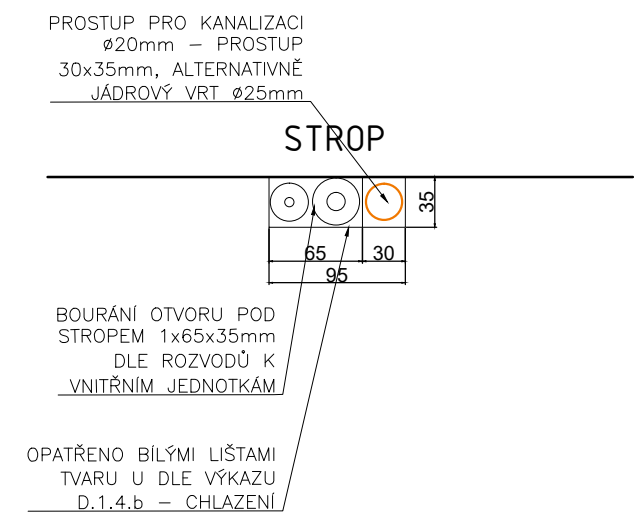 PROSTUP PRO KANALIZACI
ø20mm – PROSTUP
30x35mm, ALTERNATIVNĚ
JÁDROVÝ VRT ø25mm
STROP
35
65
30
95
BOURÁNÍ OTVORU POD
STROPEM 1x65x35mm
DLE ROZVODŮ K
VNITŘNÍM JEDNOTKÁM
OPATŘENO BÍLÝMI LIŠTAMI
TVARU U DLE VÝKAZU
D.1.4.b – CHLAZENÍ